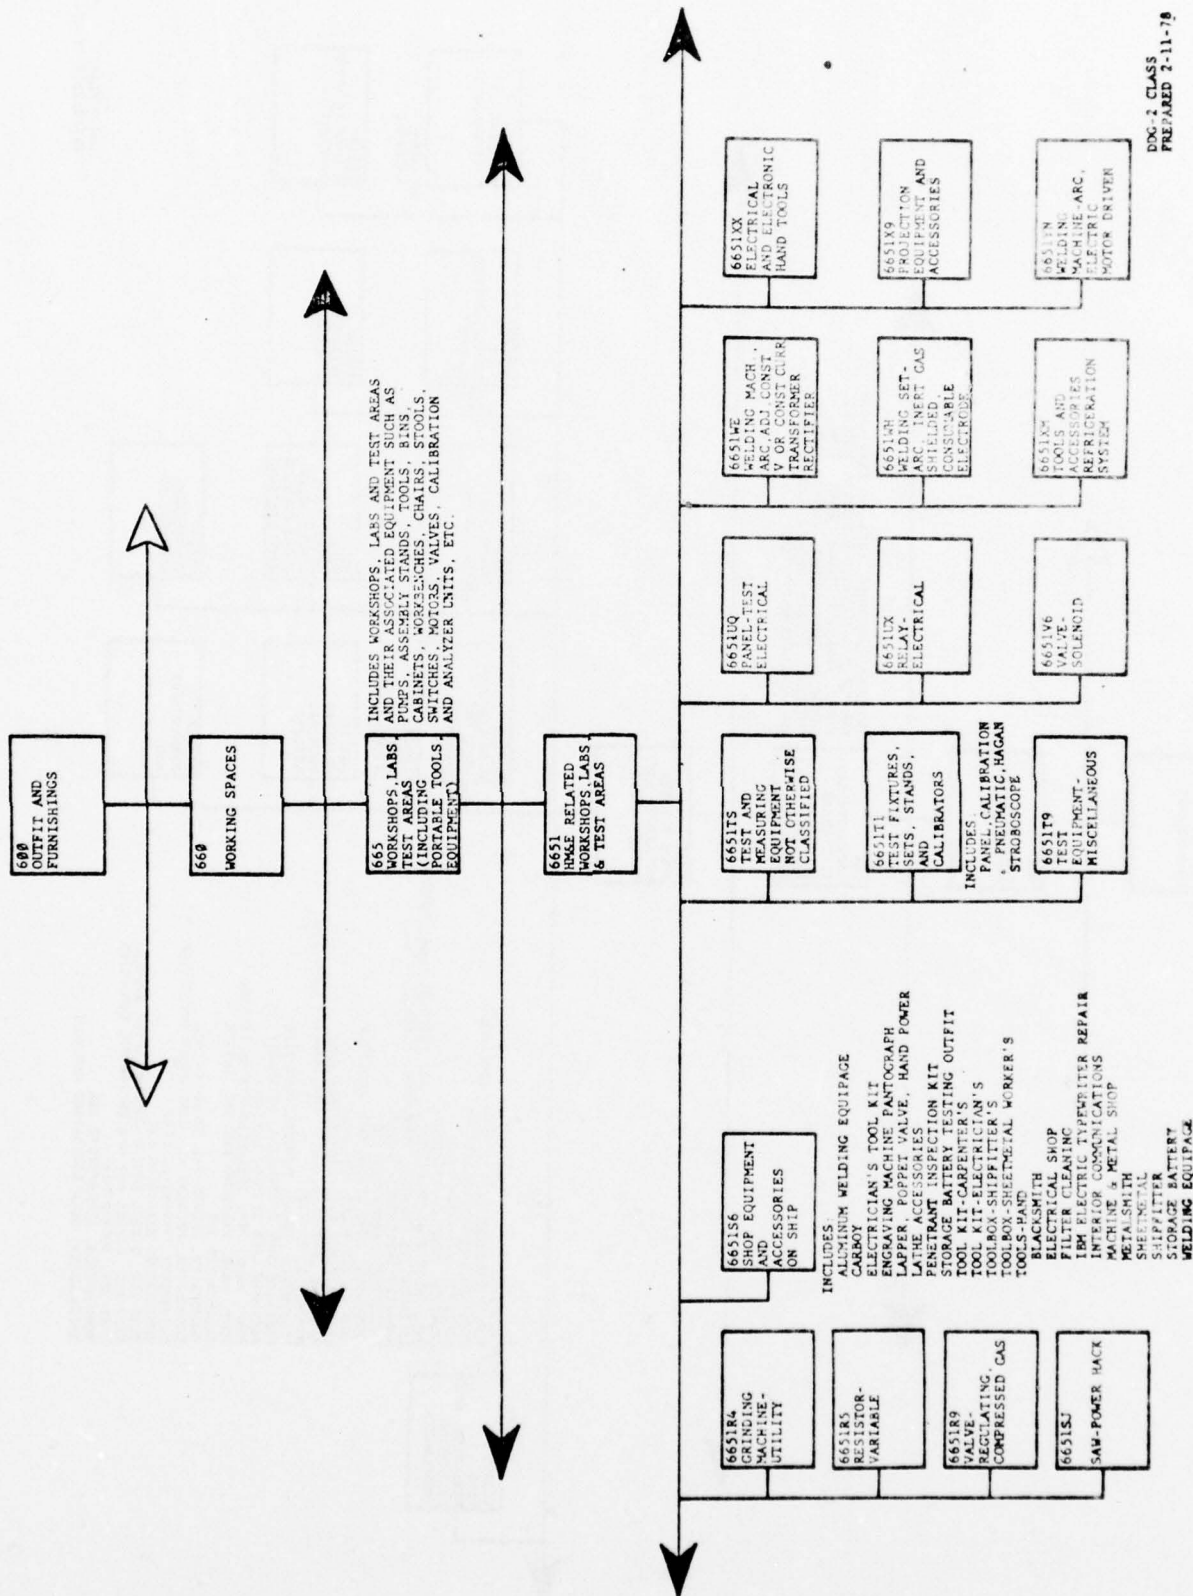 600
OUTFIT AND
FURNISHINGS
660
WORKING SPACES
665
WORKSHOPS, LABS,
TEST AREAS
(INCLUDING
PORTABLE TOOLS,
EQUIPMENT)
INCLUDES WORKSHOPS, LABS AND TEST AREAS
AND THEIR ASSOCIATED EQUIPMENT SUCH AS
PUMPS, ASSEMBLY STANDS, TOOLS, BINS,
CABINETS, WORKBENCHES, CHAIRS, STOOLS,
SWITCHES, MOTORS, VALVES, CALIBRATION
AND ANALYZER UNITS, ETC.
6651
HM&E RELATED
WORKSHOPS, LABS,
& TEST AREAS
6651R4
GRINDING
MACHINE-
UTILITY
6651R5
RESISTOR-
VARIABLE
6651R9
VALVE-
REGULATING,
COMPRESSED GAS
6651SJ
SAW-POWER HACK
6651S6
SHOP EQUIPMENT
AND
ACCESSORIES
ON SHIP
INCLUDES:
ALUMINUM WELDING EQUIPAGE
CARBOY
ELECTRICIAN'S TOOL KIT
ENGRAVING MACHINE PANTOGRAPH
LAPPER, POPPET VALVE, HAND POWER
LATHE ACCESSORIES
PENETRANT INSPECTION KIT
STORAGE BATTERY TESTING OUTFIT
TOOL KIT-CARPENTER'S
TOOL KIT-ELECTRICIAN'S
TOOLBOX-SHIPFITTER'S
TOOLBOX-SHEETMETAL WORKER'S
TOOLS-HAND
BLACKSMITH
ELECTRICAL SHOP
FILTER CLEANING
IBM ELECTRIC TYPEWRITER REPAIR
INTERIOR COMMUNICATIONS
MACHINE & METAL SHOP
METALSMITH
SHEETMETAL
SHIPFITTER
STORAGE BATTERY
WELDING EQUIPAGE
6651TS
TEST AND
MEASURING
EQUIPMENT
NOT OTHERWISE
CLASSIFIED
6651T1
TEST FIXTURES,
SETS, STANDS,
AND
CALIBRATORS
INCLUDES:
PANEL, CALIBRATION
PNEUMATIC, HAGAN
STROBOSCOPE
6651T9
TEST
EQUIPMENT-
MISCELLANEOUS
6651UQ
PANEL-TEST
ELECTRICAL
6651UX
RELAY-
ELECTRICAL
6651V6
VALVE-
SOLENOID
6651WE
WELDING MACH.,
ARC, ADJ CONST
V OR CONST CURR
TRANSFORMER
RECTIFIER
6651WH
WELDING SET-
ARC, INERT GAS
SHIELDED,
CONSUMABLE
ELECTRODE
6651XM
TOOLS AND
ACCESSORIES
REFRIGERATION
SYSTEM
6651XX
ELECTRICAL
AND ELECTRONIC
HAND TOOLS
6651X9
PROJECTION
EQUIPMENT AND
ACCESSORIES
6651YN
WELDING
MACHINE-ARC,
ELECTRIC
MOTOR DRIVEN
DDG-2 CLASS
PREPARED 2-11-78